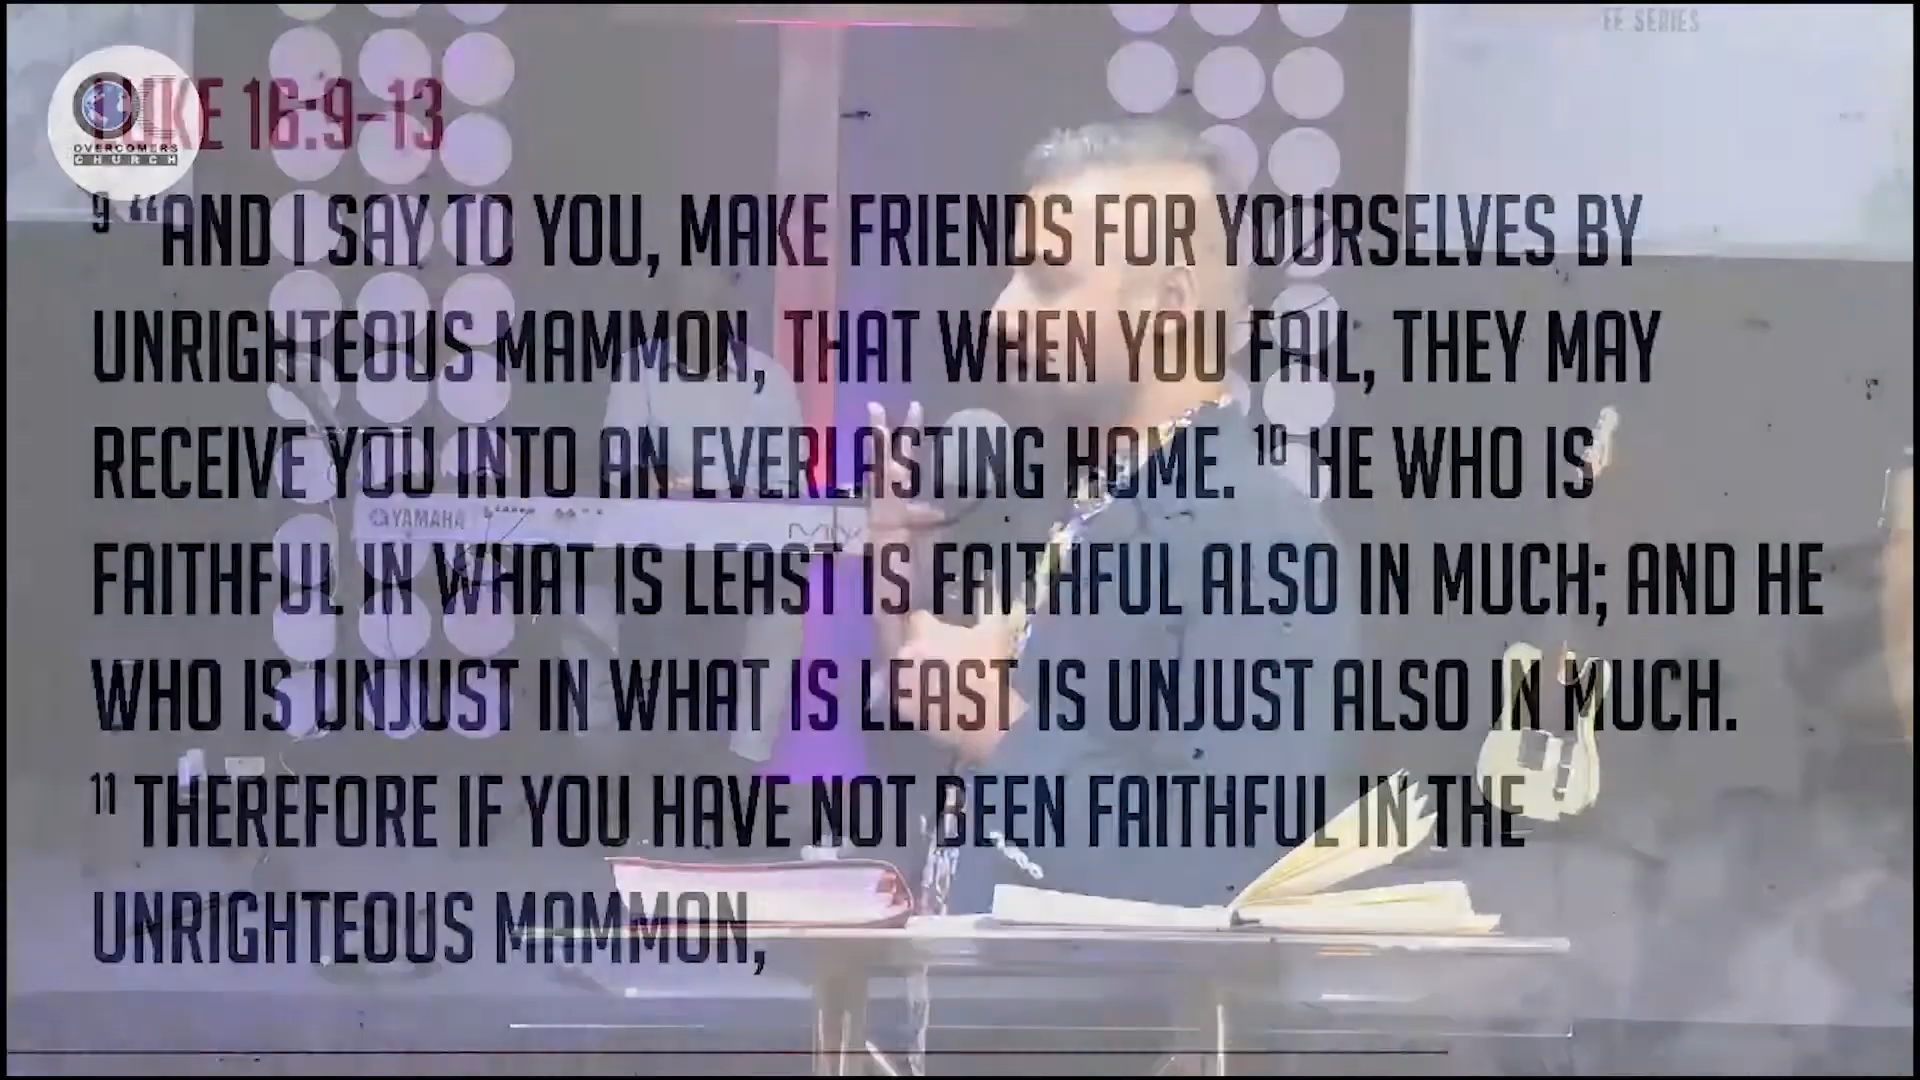 EE SERIES
LUKE 16:9-13
OVERCOMERS
CHURCH
9 “AND I SAY TO YOU, MAKE FRIENDS FOR YOURSELVES BY
UNRIGHTEOUS MAMMON, THAT WHEN YOU FAIL, THEY MAY
RECEIVE YOU INTO AN EVERLASTING HOME. 10 HE WHO IS
YAMAHA
FAITHFUL IN WHAT IS LEAST IS FAITHFUL ALSO IN MUCH; AND HE
WHO IS UNJUST IN WHAT IS LEAST IS UNJUST ALSO IN MUCH.
11 THEREFORE IF YOU HAVE NOT BEEN FAITHFUL IN THE
UNRIGHTEOUS MAMMON,